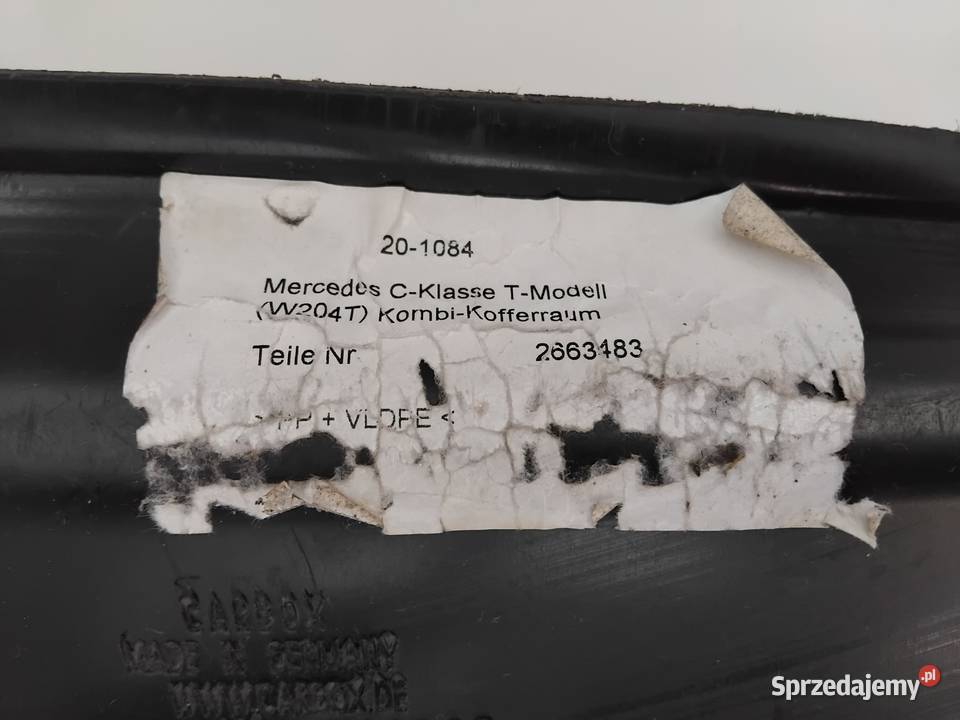 20-1084
Mercedes C-Klasse T-Modell
(W204T) Kombi-Kofferraum
Teile Nr 2663483
> PP + VLDPE <
CARBOX
MADE IN GERMANY
WWW.CARBOX.DE
Sprzedajemy.pl